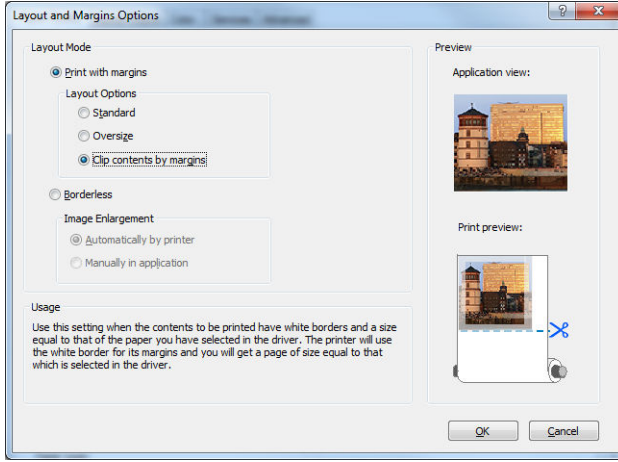 Layout and Margins Options
Layout Mode
Print with margins
Layout Options
Standard
Oversize
Clip contents by margins
Borderless
Image Enlargement
Automatically by printer
Manually in application
Usage
Use this setting when the contents to be printed have white borders and a size
equal to that of the paper you have selected in the driver. The printer will use
the white border for its margins and you will get a page of size equal to that
which is selected in the driver.
Preview
Application view:
Print preview:
OK
Cancel